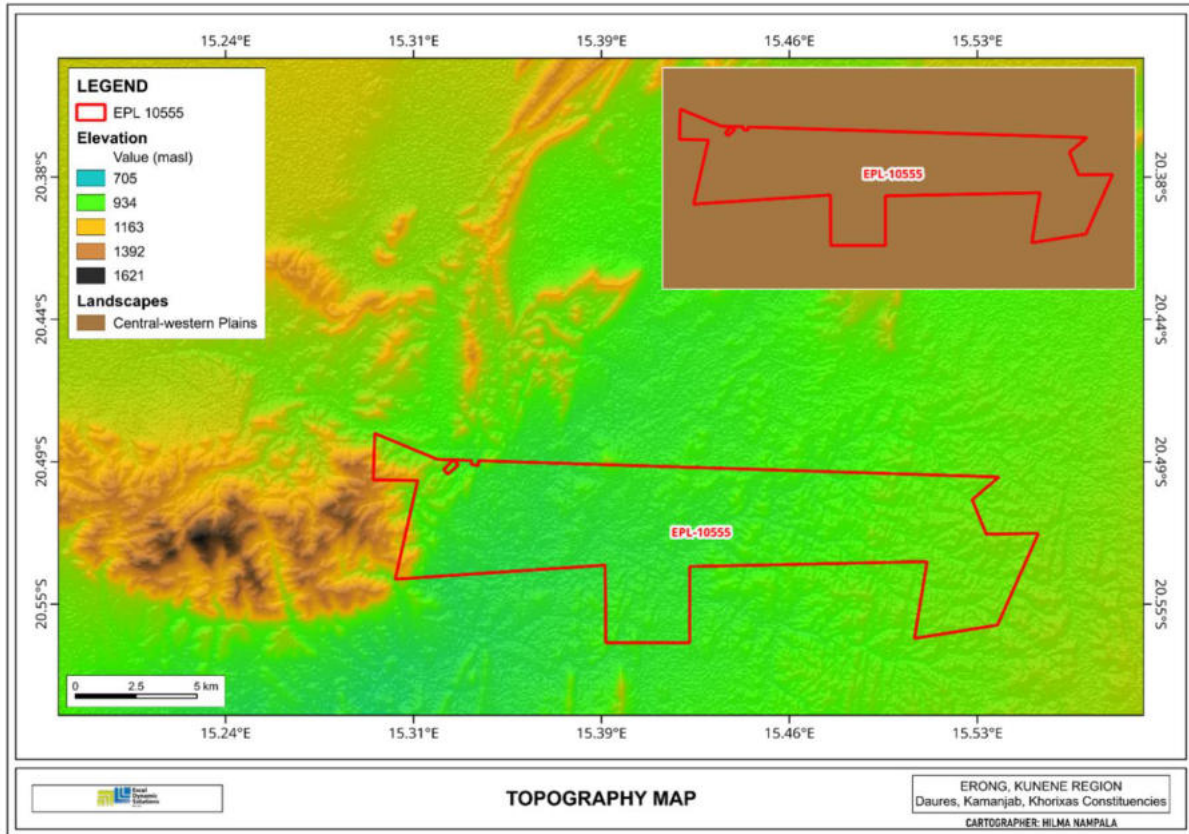 15.24°E 15.31°E 15.39°E 15.46°E 15.53°E
LEGEND
EPL 10555
Elevation
Value (masl)
705
934
1163
1392
1621
Landscapes
Central-western Plains
EPL-10555
20.38°S 20.38°S
20.44°S 20.44°S
20.49°S 20.49°S
EPL-10555
20.55°S 20.55°S
0 2.5 5 km
15.24°E 15.31°E 15.39°E 15.46°E 15.53°E
Excel
Dynamic
Solutions
TOPOGRAPHY MAP
ERONG, KUNENE REGION
Daures, Kamanjab, Khorixas Constituencies
CARTOGRAPHER: HILMA NAMPALA